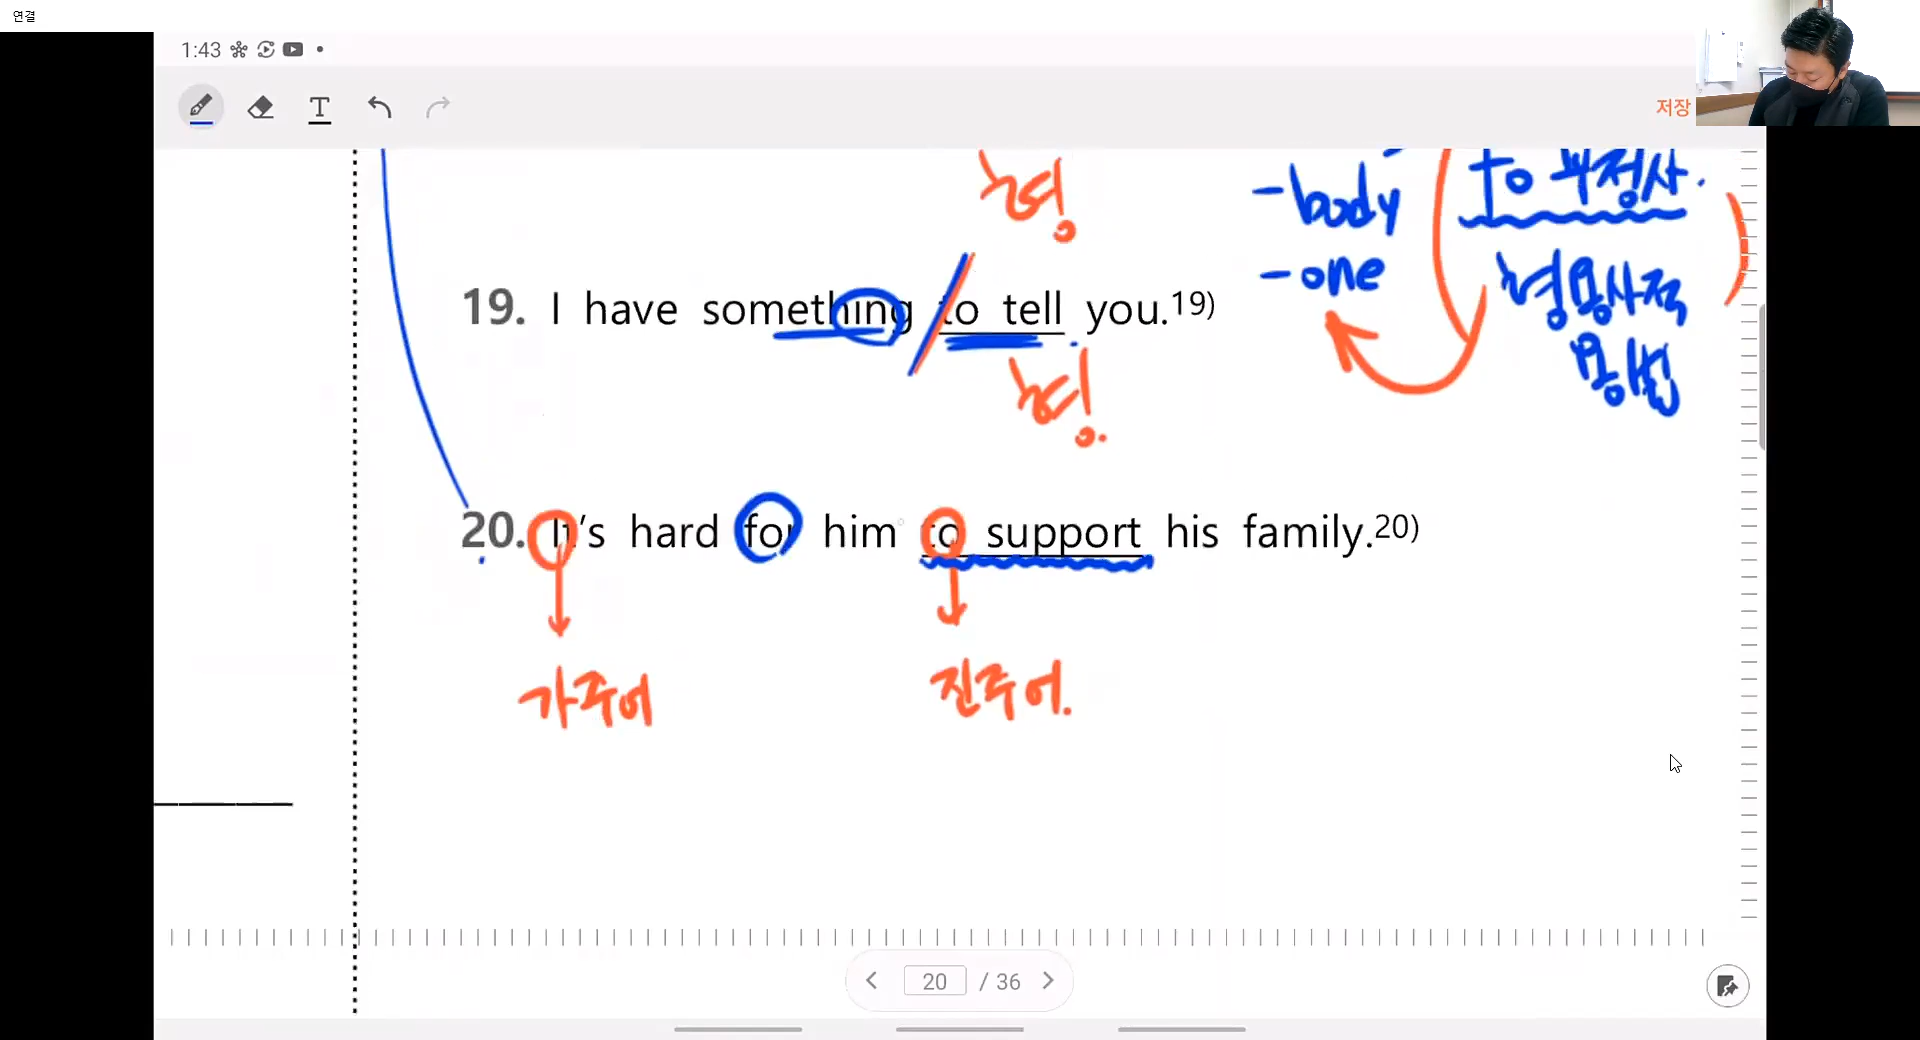 연결
1:43
T
저장
형
-body
to 부정사.
-one
형용사적
용법
19. I have something to tell you.19)
형.
20. It's hard for him to support his family.20)
가주어
진주어.
20 / 36